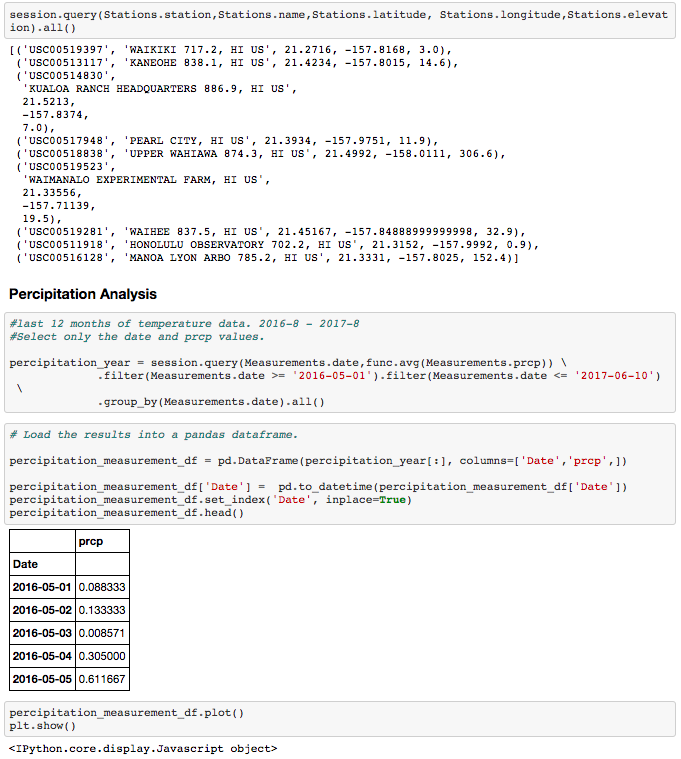 session.query(Stations.station,Stations.name,Stations.latitude, Stations.longitude,Stations.elevat
ion).all()
[('USC00519397', 'WAIKIKI 717.2, HI US', 21.2716, -157.8168, 3.0),
('USC00513117', 'KANEOHE 838.1, HI US', 21.4234, -157.8015, 14.6),
('USC00514830',
'KUALOA RANCH HEADQUARTERS 886.9, HI US',
21.5213,
-157.8374,
7.0),
('USC00517948', 'PEARL CITY, HI US', 21.3934, -157.9751, 11.9),
('USC00518838', 'UPPER WAHIAWA 874.3, HI US', 21.4992, -158.0111, 306.6),
('USC00519523',
'WAIMANALO EXPERIMENTAL FARM, HI US',
21.33556,
-157.71139,
19.5),
('USC00519281', 'WAIHEE 837.5, HI US', 21.45167, -157.84888999999998, 32.9),
('USC00511918', 'HONOLULU OBSERVATORY 702.2, HI US', 21.3152, -157.9992, 0.9),
('USC00516128', 'MANOA LYON ARBO 785.2, HI US', 21.3331, -157.8025, 152.4)]
Percipitation Analysis
#last 12 months of temperature data. 2016-8 - 2017-8
#Select only the date and prcp values.
percipitation_year = session.query(Measurements.date,func.avg(Measurements.prcp)) \
.filter(Measurements.date >= '2016-05-01').filter(Measurements.date <= '2017-06-10')
\
.group_by(Measurements.date).all()
# Load the results into a pandas dataframe.
percipitation_measurement_df = pd.DataFrame(percipitation_year[:], columns=['Date','prcp',])
percipitation_measurement_df['Date'] =  pd.to_datetime(percipitation_measurement_df['Date'])
percipitation_measurement_df.set_index('Date', inplace=True)
percipitation_measurement_df.head()
prcp
Date
2016-05-01 0.088333
2016-05-02 0.133333
2016-05-03 0.008571
2016-05-04 0.305000
2016-05-05 0.611667
percipitation_measurement_df.plot()
plt.show()
<IPython.core.display.Javascript object>